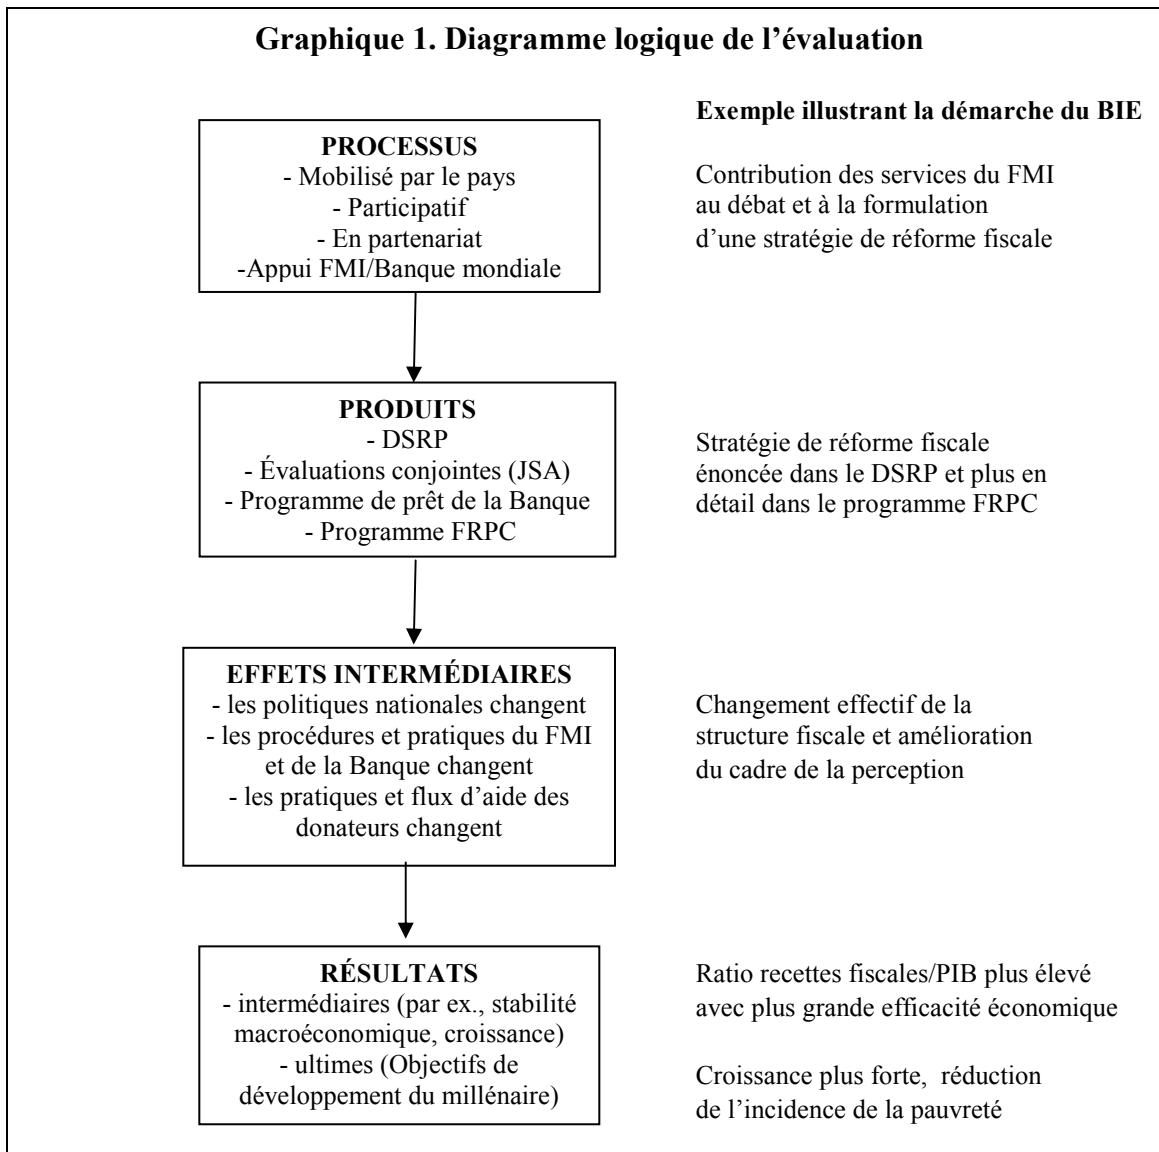 Graphique 1. Diagramme logique de l’évaluation
Exemple illustrant la démarche du BIE
PROCESSUS
- Mobilisé par le pays
- Participatif
- En partenariat
-Appui FMI/Banque mondiale
Contribution des services du FMI
au débat et à la formulation
d’une stratégie de réforme fiscale
PRODUITS
- DSRP
- Évaluations conjointes (JSA)
- Programme de prêt de la Banque
- Programme FRPC
Stratégie de réforme fiscale
énoncée dans le DSRP et plus en
détail dans le programme FRPC
EFFETS INTERMÉDIAIRES
- les politiques nationales changent
- les procédures et pratiques du FMI
et de la Banque changent
- les pratiques et flux d’aide des
donateurs changent
Changement effectif de la
structure fiscale et amélioration
du cadre de la perception
RÉSULTATS
- intermédiaires (par ex., stabilité
macroéconomique, croissance)
- ultimes (Objectifs de
développement du millénaire)
Ratio recettes fiscales/PIB plus élevé
avec plus grande efficacité économique
Croissance plus forte, réduction
de l’incidence de la pauvreté